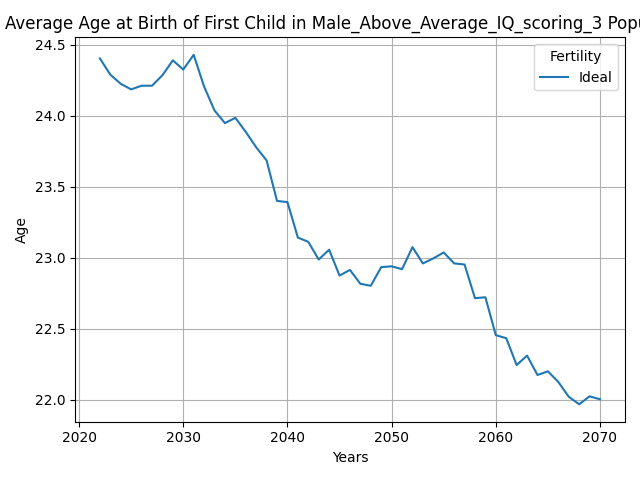 Average Age at Birth of First Child in Male_Above_Average_IQ_scoring_3
24.5
24.0
23.5
23.0
22.5
22.0
Age
Fertility
Ideal
2020 2030 2040 2050 2060 2070
Years